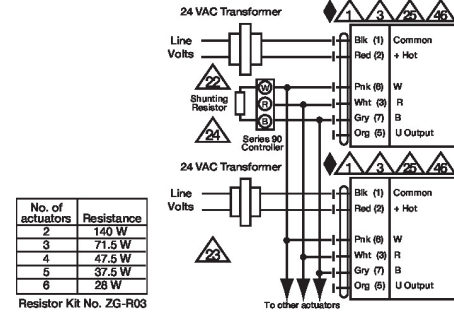 24 VAC Transformer
1 3 25 46
Line
Volts
Blk (1) Common
Red (2) + Hot
22
Shunting
Resistor
W
R
B
Pnk (6) W
Wht (3) R
Gry (7) B
Org (5) U Output
24
Series 90
Controller
24 VAC Transformer
1 3 25 46
Line
Volts
Blk (1) Common
Red (2) + Hot
23
Pnk (6) W
Wht (3) R
Gry (7) B
Org (5) U Output
To other actuators
No. of
actuators Resistance
2 140 W
3 71.5 W
4 47.5 W
5 37.5 W
6 28 W
Resistor Kit No. ZG-R03